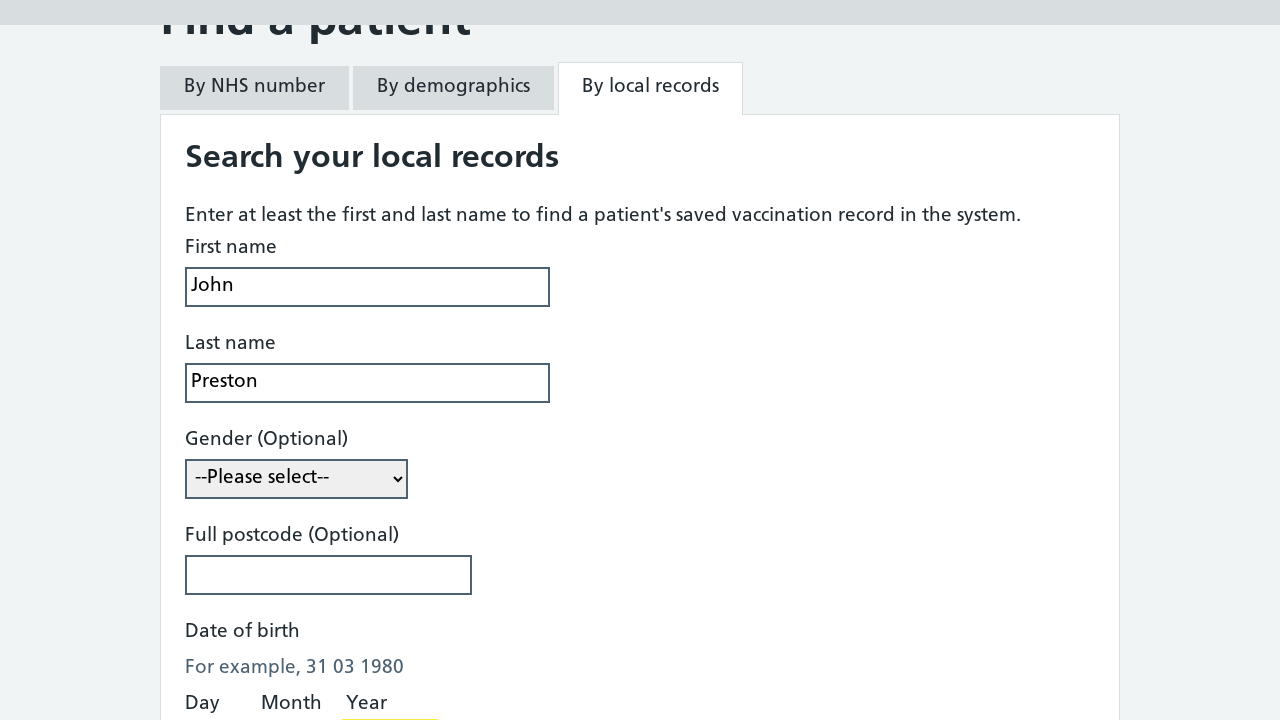 Find a patient
By NHS number
By demographics
By local records
Search your local records
Enter at least the first and last name to find a patient's saved vaccination record in the system.
First name
John
Last name
Preston
Gender (Optional)
--Please select--
Full postcode (Optional)
Date of birth
For example, 31 03 1980
Day Month Year